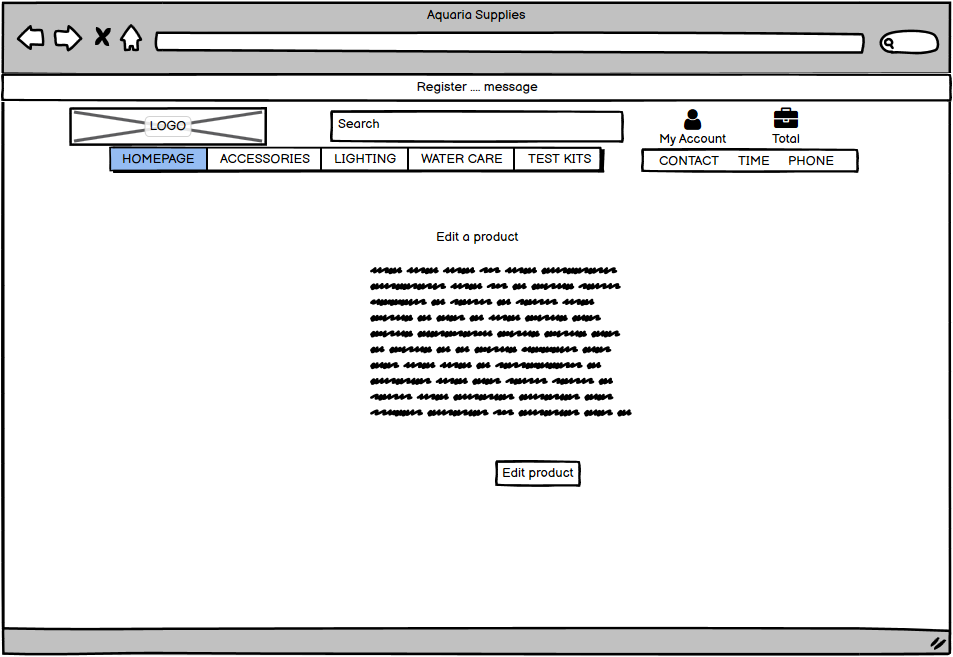 Aquaria Supplies
Register .... message
LOGO
Search
My Account
Total
HOMEPAGE
ACCESSORIES
LIGHTING
WATER CARE
TEST KITS
CONTACT
TIME
PHONE
Edit a product
Edit product